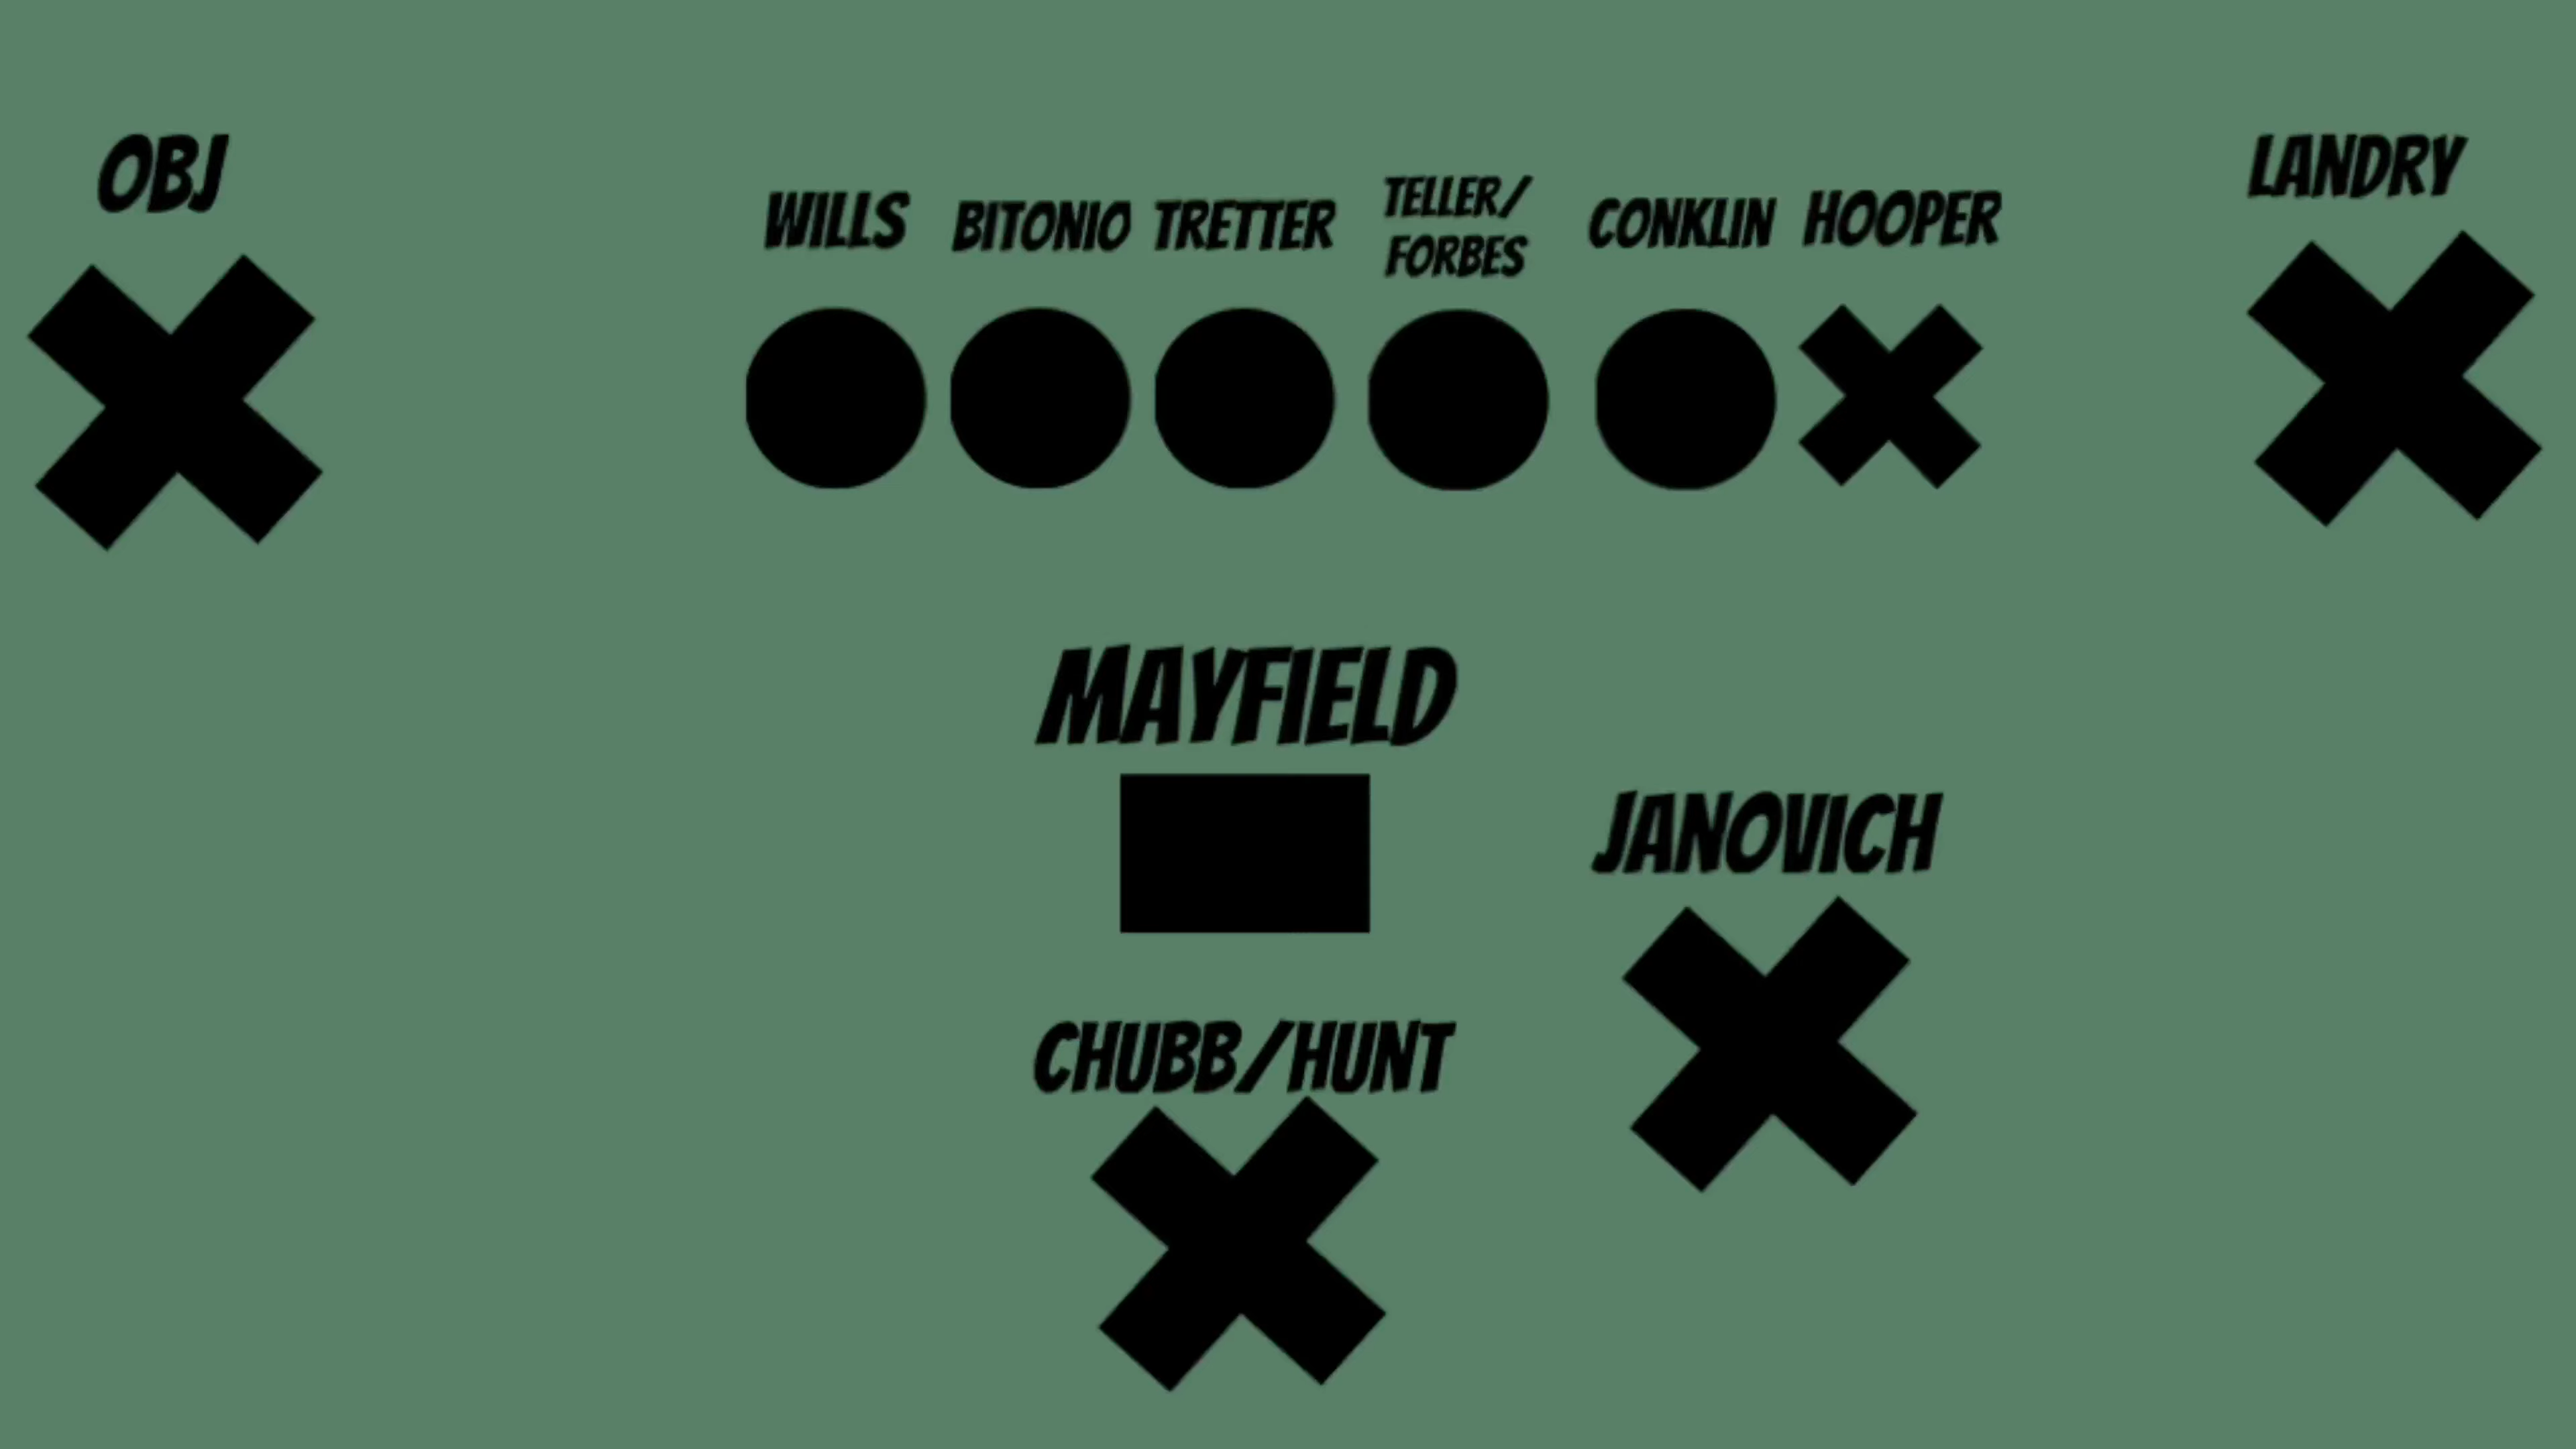 OBJ
WILLS
BITONIO
TRETTER
TELLER/
FORBES
CONKLIN
HOOPER
LANDRY
MAYFIELD
JANOVICH
CHUBB/HUNT